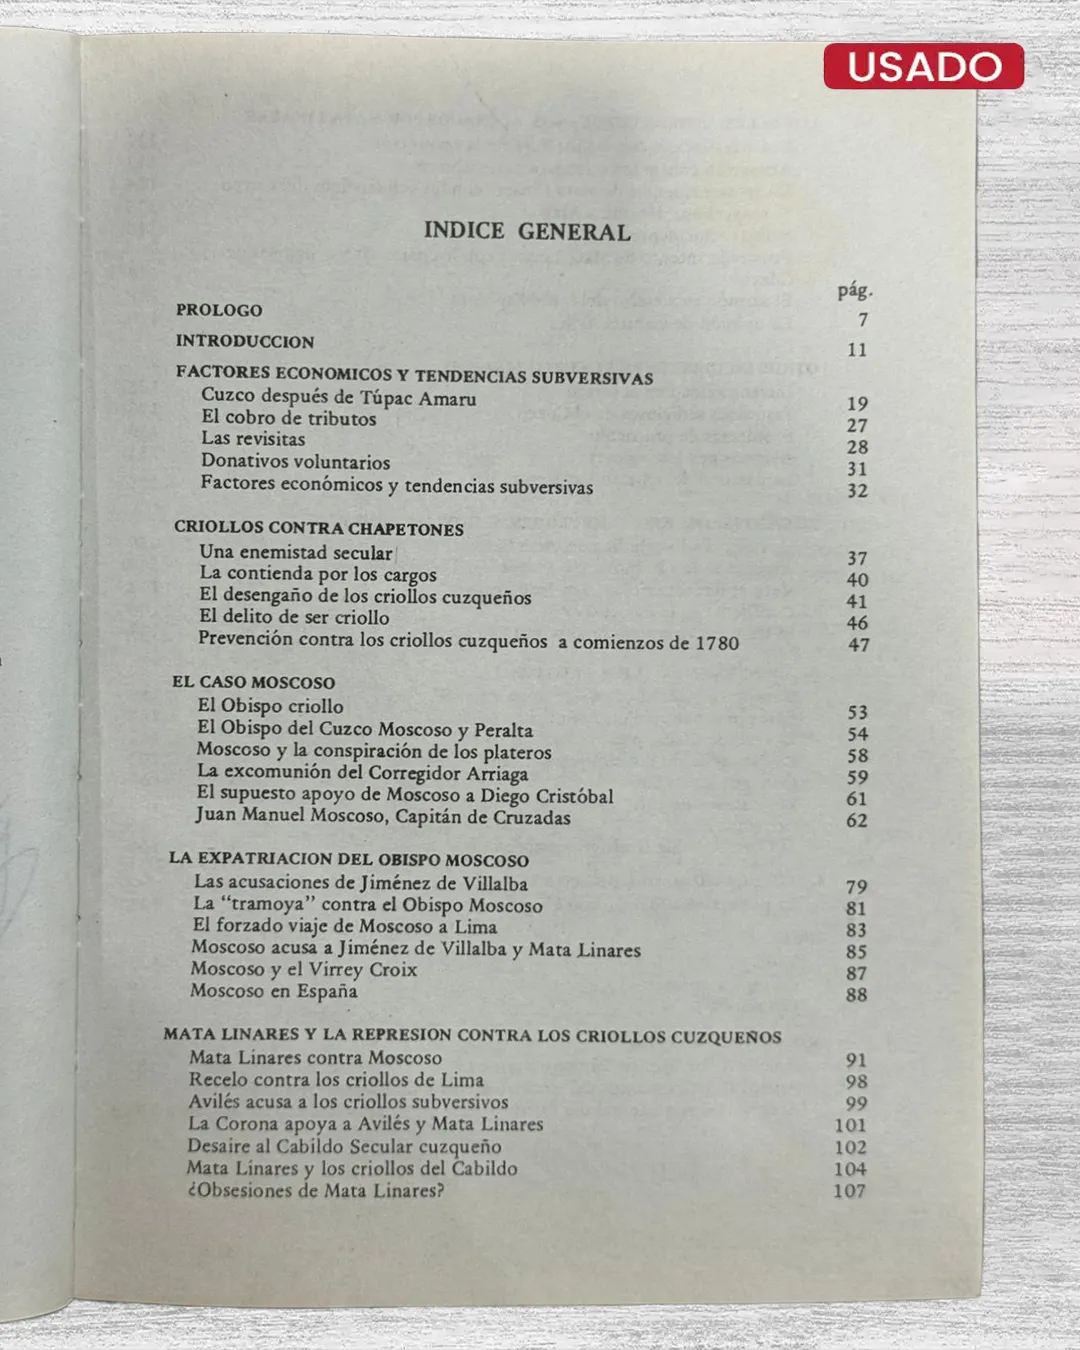 USADO
INDICE GENERAL
pág.
PROLOGO 7
INTRODUCCION 11
FACTORES ECONOMICOS Y TENDENCIAS SUBVERSIVAS
Cuzco después de Túpac Amaru 19
El cobro de tributos 27
Las revisitas 28
Donativos voluntarios 31
Factores económicos y tendencias subversivas 32
CRIOLLOS CONTRA CHAPETONES
Una enemistad secular 37
La contienda por los cargos 40
El desengaño de los criollos cuzqueños 41
El delito de ser criollo 46
Prevención contra los criollos cuzqueños a comienzos de 1780 47
EL CASO MOSCOSO
El Obispo criollo 53
El Obispo del Cuzco Moscoso y Peralta 54
Moscoso y la conspiración de los plateros 58
La excomunión del Corregidor Arriaga 59
El supuesto apoyo de Moscoso a Diego Cristóbal 61
Juan Manuel Moscoso, Capitán de Cruzadas 62
LA EXPATRIACION DEL OBISPO MOSCOSO
Las acusaciones de Jiménez de Villalba 79
La "tramoya" contra el Obispo Moscoso 81
El forzado viaje de Moscoso a Lima 83
Moscoso acusa a Jiménez de Villalba y Mata Linares 85
Moscoso y el Virrey Croix 87
Moscoso en España 88
MATA LINARES Y LA REPRESION CONTRA LOS CRIOLLOS CUZQUEÑOS
Mata Linares contra Moscoso 91
Recelo contra los criollos de Lima 98
Avilés acusa a los criollos subversivos 99
La Corona apoya a Avilés y Mata Linares 101
Desaire al Cabildo Secular cuzqueño 102
Mata Linares y los criollos del Cabildo 104
¿Obsesiones de Mata Linares? 107